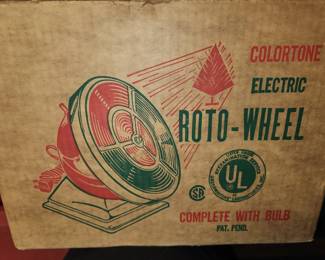 COLORTONE
ELECTRIC
ROTO-WHEEL
UL
COMPLETE WITH BULB
PAT. PEND.